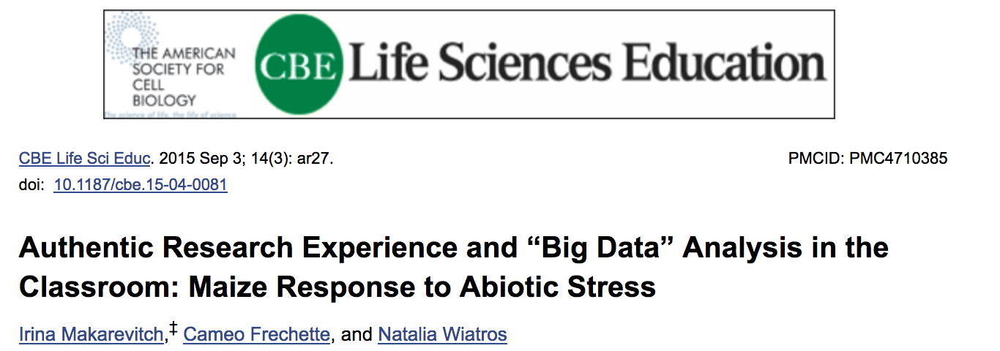 THE AMERICAN
SOCIETY FOR
CELL
BIOLOGY
The science of life, the life of science
CBE Life Sciences Education
CBE Life Sci Educ. 2015 Sep 3; 14(3): ar27.
PMCID: PMC4710385
doi: 10.1187/cbe.15-04-0081
Authentic Research Experience and “Big Data” Analysis in the
Classroom: Maize Response to Abiotic Stress
Irina Makarevitch,‡ Cameo Frechette, and Natalia Wiatros